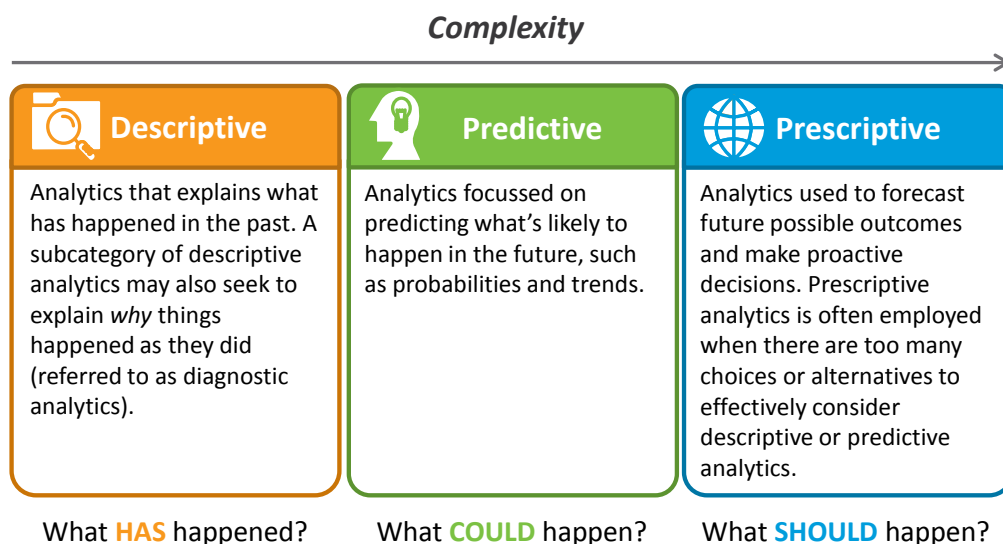 Complexity
Descriptive
Analytics that explains what
has happened in the past. A
subcategory of descriptive
analytics may also seek to
explain why things
happened as they did
(referred to as diagnostic
analytics).
What HAS happened?
Predictive
Analytics focussed on
predicting what's likely to
happen in the future, such
as probabilities and trends.
What COULD happen?
Prescriptive
Analytics used to forecast
future possible outcomes
and make proactive
decisions. Prescriptive
analytics is often employed
when there are too many
choices or alternatives to
effectively consider
descriptive or predictive
analytics.
What SHOULD happen?